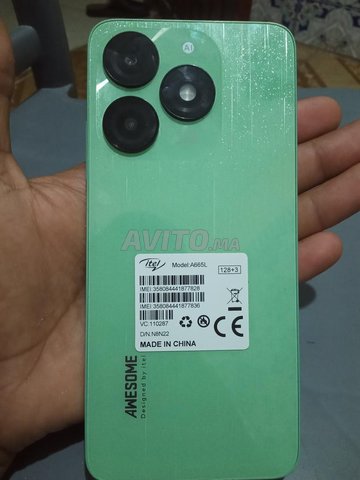 AI
AVITO.MA
itel
Model:A665L
128+3
IMEI:358084441877828
IMEI:358084441877836
VC:110287
D/N:N8N22
MADE IN CHINA
CE
AWESOME
Designed by itel